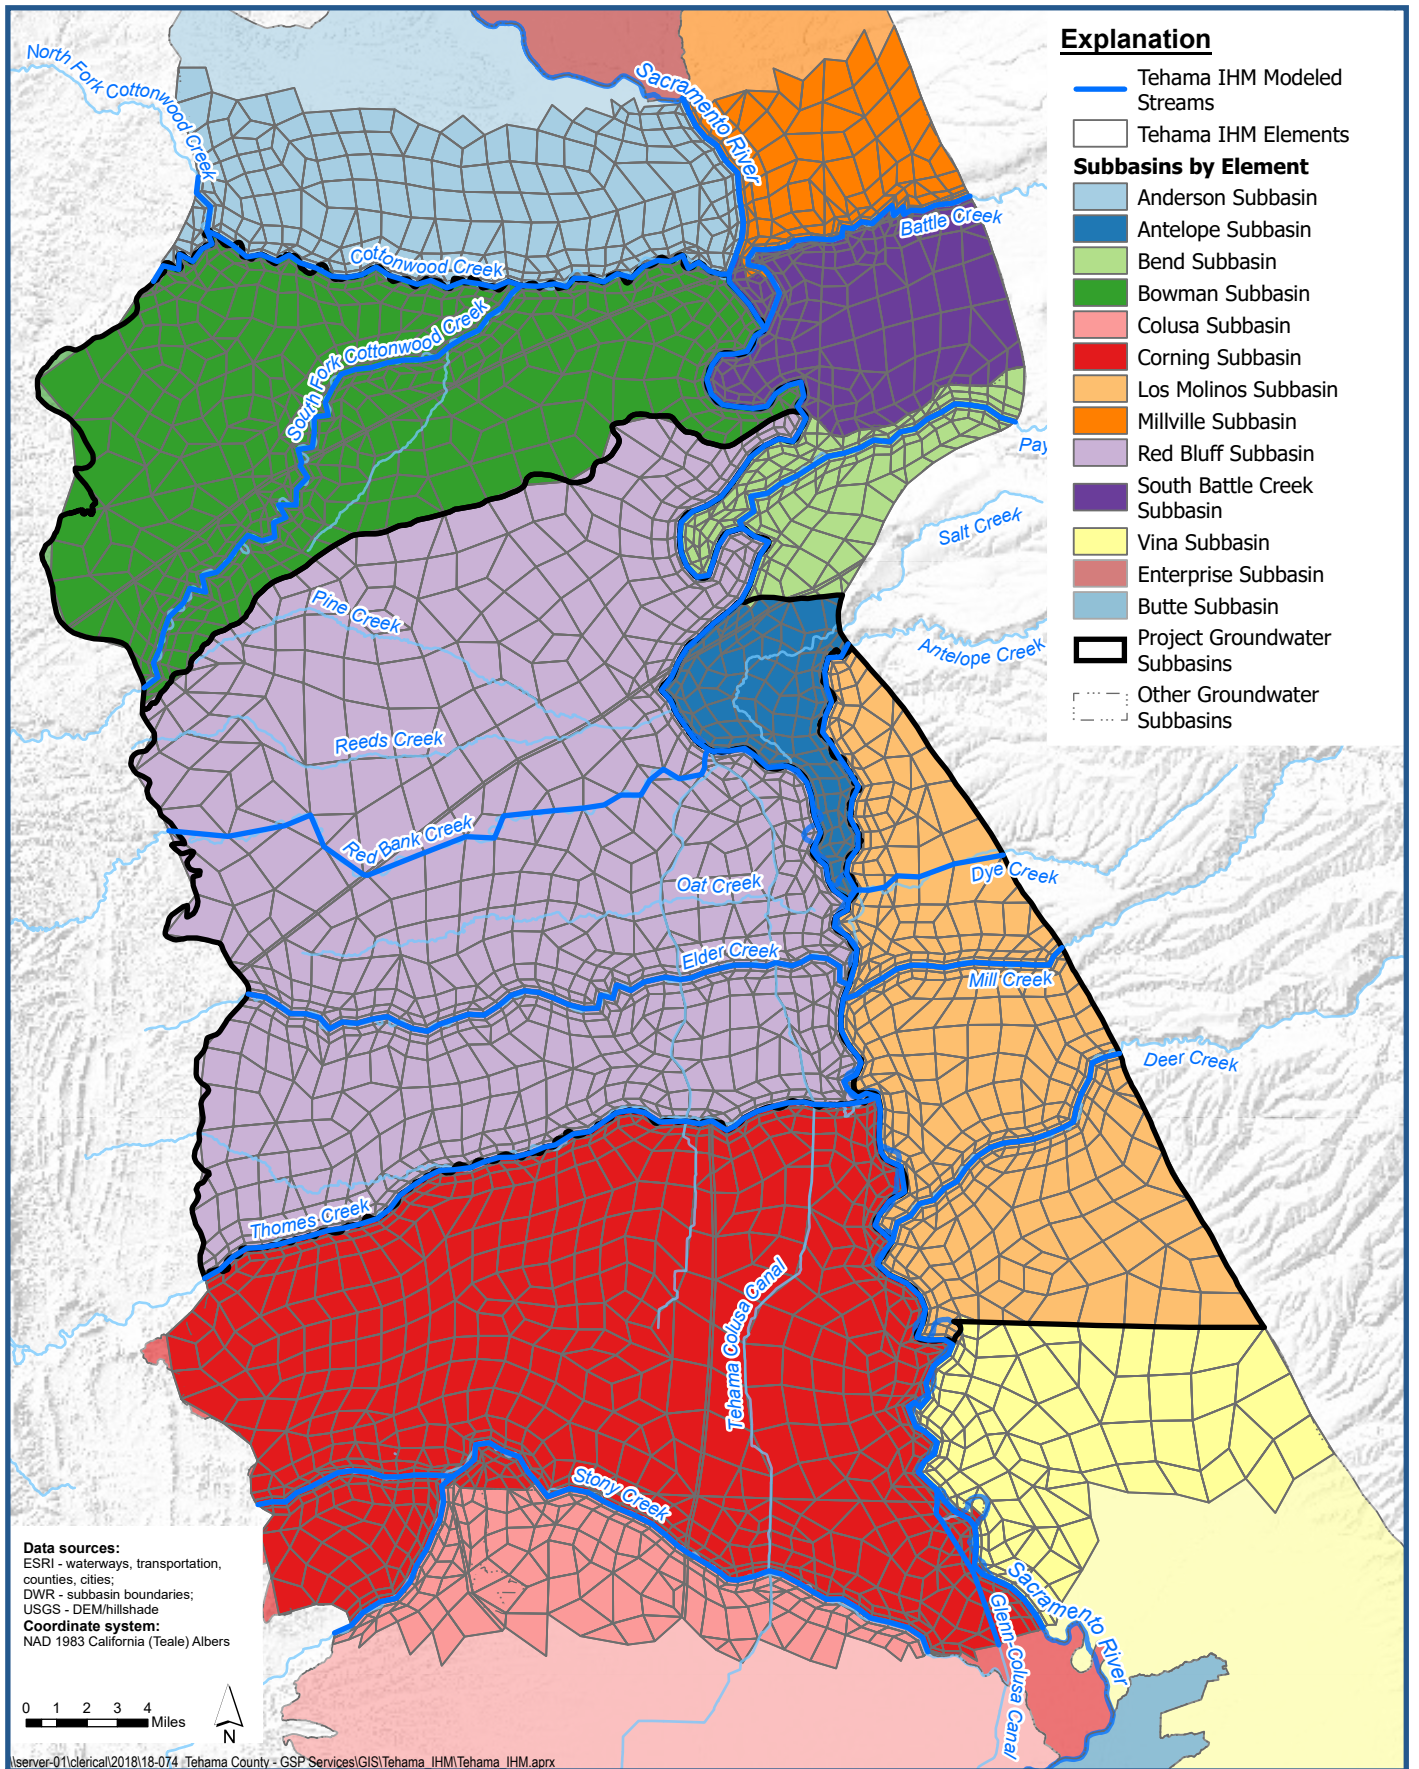 Explanation
Tehama IHM Modeled
Streams
Tehama IHM Elements
Subbasins by Element
Anderson Subbasin
Antelope Subbasin
Bend Subbasin
Bowman Subbasin
Colusa Subbasin
Corning Subbasin
Los Molinos Subbasin
Millville Subbasin
Red Bluff Subbasin
South Battle Creek
Subbasin
Vina Subbasin
Enterprise Subbasin
Butte Subbasin
Project Groundwater
Subbasins
Other Groundwater
Subbasins
North Fork Cottonwood Creek
Sacramento River
Battle Creek
Cottonwood Creek
South Fork Cottonwood Creek
Pay
Salt Creek
Pine Creek
Antelope Creek
Reeds Creek
Red Bank Creek
Oat Creek
Dye Creek
Elder Creek
Mill Creek
Deer Creek
Thomes Creek
Tehama Colusa Canal
Stony Creek
Sacramento River
Glenn-Colusa Canal
Data sources:
ESRI - waterways, transportation,
counties, cities;
DWR - subbasin boundaries;
USGS - DEM/hillshade
Coordinate system:
NAD 1983 California (Teale) Albers
0 1 2 3 4
Miles
N
\\server-01\clerical\2018\18-074_Tehama County - GSP Services\GIS\Tehama_IHM\Tehama_IHM.aprx